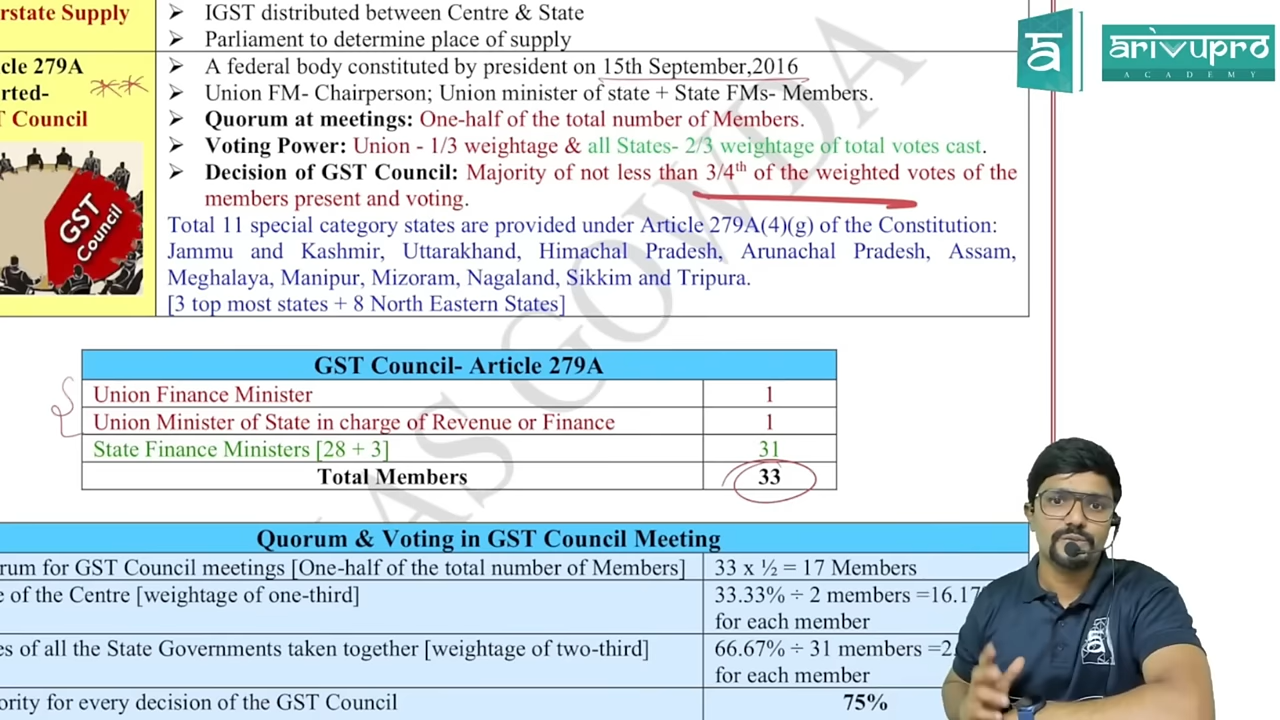 rstate Supply
➤ IGST distributed between Centre & State
➤ Parliament to determine place of supply
cle 279A
rted-
T Council
GST Council
➤ A federal body constituted by president on 15th September,2016
➤ Union FM- Chairperson; Union minister of state + State FMs- Members.
➤ Quorum at meetings: One-half of the total number of Members.
➤ Voting Power: Union - 1/3 weightage & all States- 2/3 weightage of total votes cast.
➤ Decision of GST Council: Majority of not less than 3/4th of the weighted votes of the
members present and voting.
Total 11 special category states are provided under Article 279A(4)(g) of the Constitution:
Jammu and Kashmir, Uttarakhand, Himachal Pradesh, Arunachal Pradesh, Assam,
Meghalaya, Manipur, Mizoram, Nagaland, Sikkim and Tripura.
[3 top most states + 8 North Eastern States]
GST Council- Article 279A
Union Finance Minister 1
Union Minister of State in charge of Revenue or Finance 1
State Finance Ministers [28 + 3] 31
Total Members 33
Quorum & Voting in GST Council Meeting
rum for GST Council meetings [One-half of the total number of Members] 33 x ½ = 17 Members
e of the Centre [weightage of one-third] 33.33% ÷ 2 members =16.17
for each member
es of all the State Governments taken together [weightage of two-third] 66.67% ÷ 31 members =2.
for each member
ority for every decision of the GST Council 75%
AS GOWDA
arivupro
ACADEMY